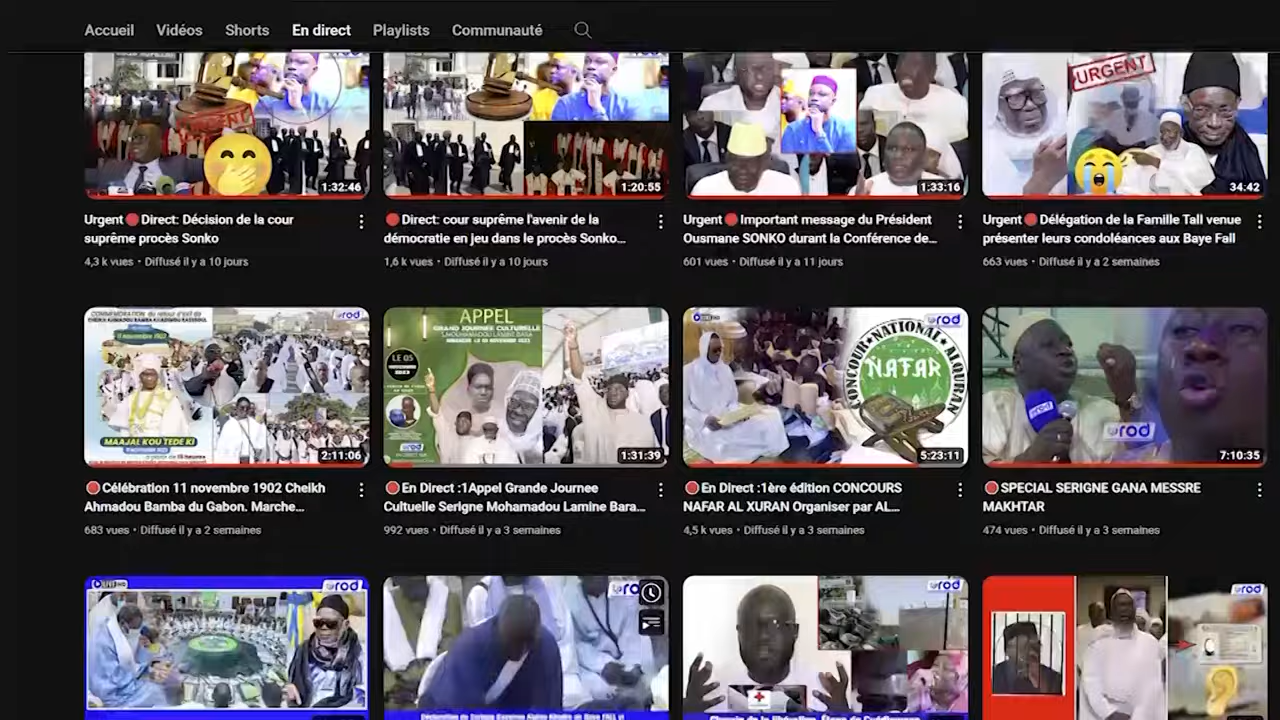 Accueil Vidéos Shorts En direct Playlists Communauté
URGENT
1:32:46
1:20:55
1:33:16
URGENT
34:42
Urgent🔴Direct: Décision de la cour
suprême procès Sonko
4,3 k vues • Diffusé il y a 10 jours
🔴Direct: cour suprême l'avenir de la
démocratie en jeu dans le procès Sonko...
1,6 k vues • Diffusé il y a 10 jours
Urgent🔴Important message du Président
Ousmane SONKO durant la Conférence de...
601 vues • Diffusé il y a 11 jours
Urgent🔴Délégation de la Famille Tall venue
présenter leurs condoléances aux Baye Fall
663 vues • Diffusé il y a 2 semaines
rod
MAAJAL KOU TEDE KI
2:11:06
APPEL
GRAND JOURNEE CULTURELLE
LE 05
1:31:39
rod
CONCOUR NATIONAL ALQURAN
NAFAR
5:23:11
rod
7:10:35
🔴Célébration 11 novembre 1902 Cheikh
Ahmadou Bamba du Gabon. Marche...
683 vues • Diffusé il y a 2 semaines
🔴En Direct :1Appel Grande Journee
Cultuelle Serigne Mohamadou Lamine Bara...
992 vues • Diffusé il y a 3 semaines
🔴En Direct :1ère édition CONCOURS
NAFAR AL XURAN Organiser par AL...
4,5 k vues • Diffusé il y a 3 semaines
🔴SPECIAL SERIGNE GANA MESSRE
MAKHTAR
474 vues • Diffusé il y a 3 semaines
rod
rod
rod